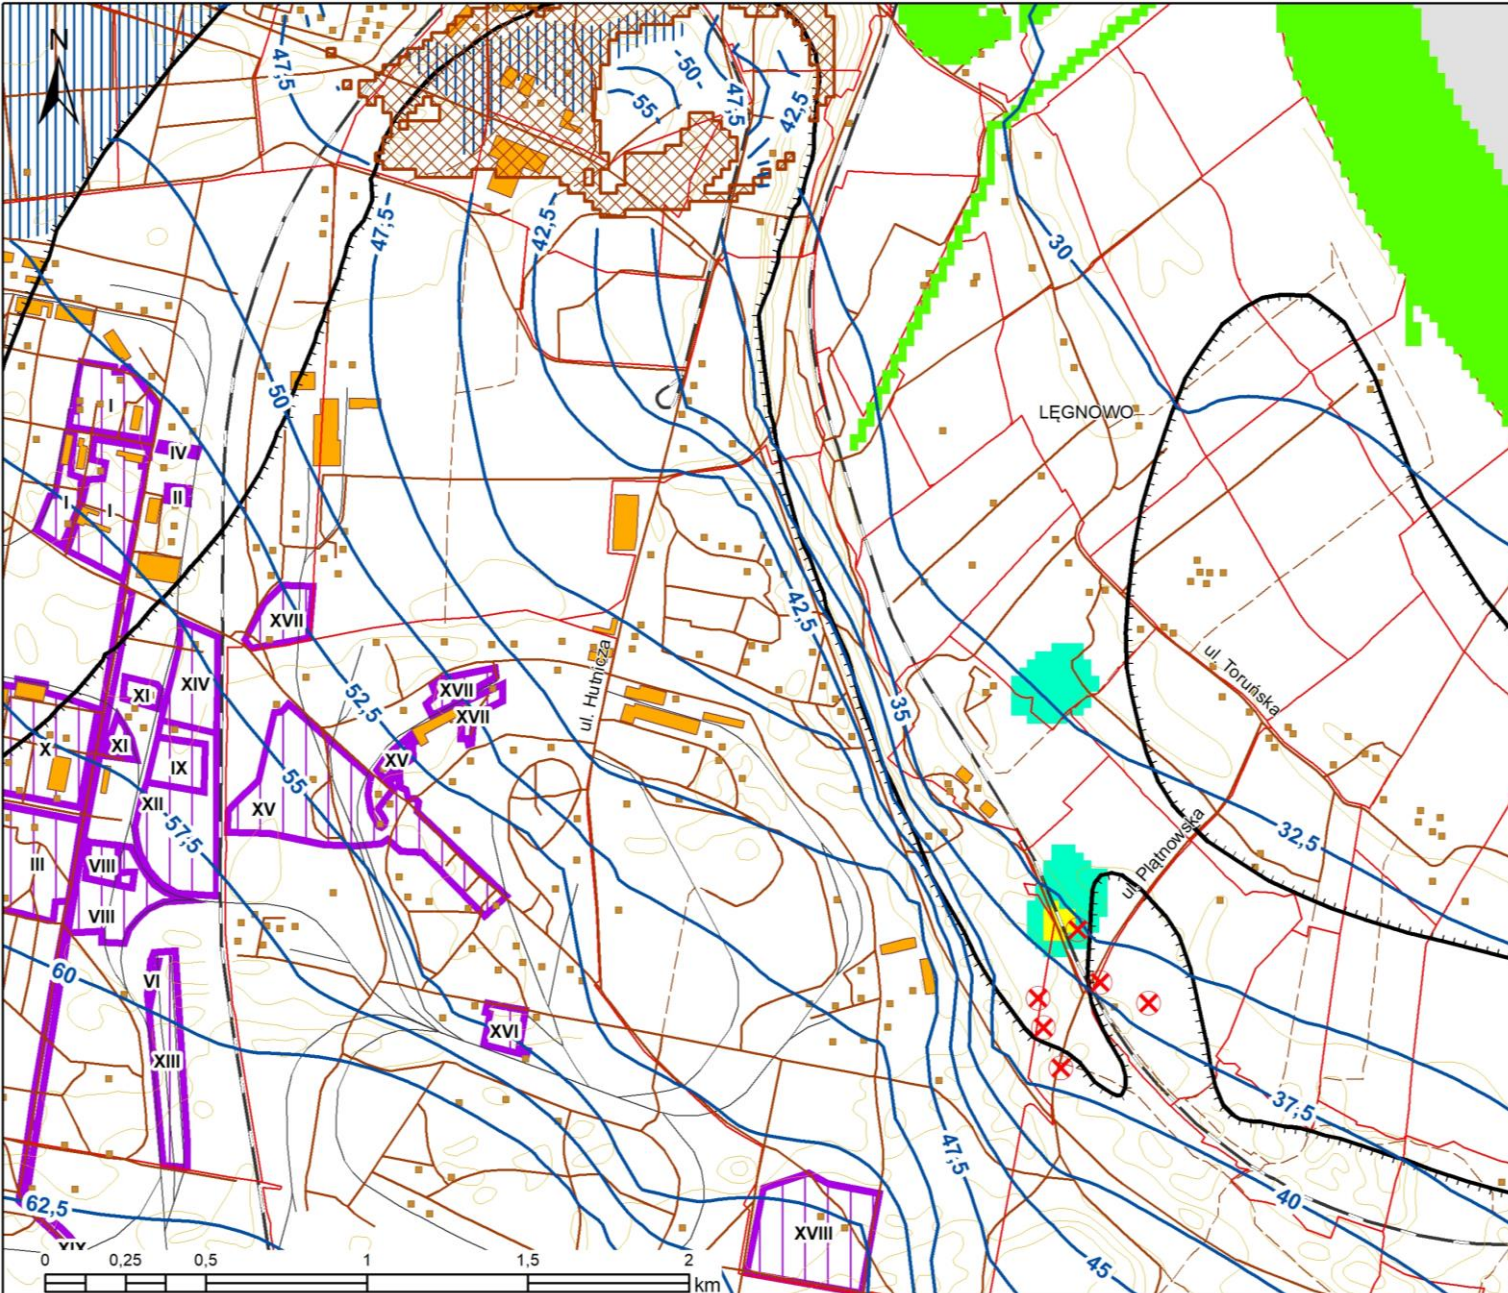 N
47,5
-50-
55-
47,5
42,5
47,5
42,5
30
50
LĘGNOWO
I
IV
II
I
I
XVII
42,5
ul. Hutnicza
ul. Toruńska
XIV
XI
52,5
XVII
XVII
35
X
XI
IX
XV
55
XII
XV
57,5
ul. Plątnowska
32,5
III
VIII
VIII
60
VI
XVI
XIII
37,5
47,5
40
62,5
XVIII
XIX
45
0 0,25 0,5 1 1,5 2
km